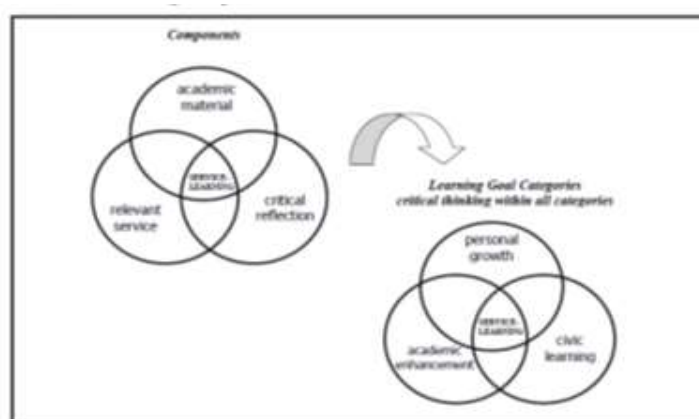 Components
academic
material
SERVICE-
LEARNING
relevant
service
critical
reflection
Learning Goal Categories
critical thinking within all categories
personal
growth
SERVICE-
LEARNING
academic
enhancement
civic
learning